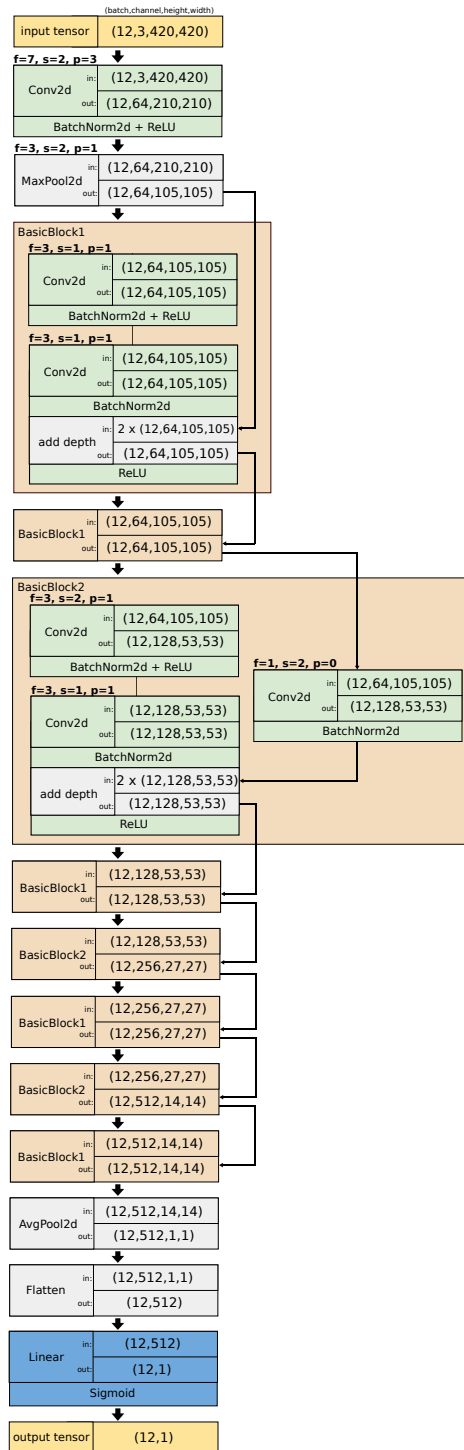 (batch,channel,height,width)
input tensor (12,3,420,420)
f=7, s=2, p=3
Conv2d in: (12,3,420,420)
out: (12,64,210,210)
BatchNorm2d + ReLU
f=3, s=2, p=1
MaxPool2d in: (12,64,210,210)
out: (12,64,105,105)
BasicBlock1
f=3, s=1, p=1
Conv2d in: (12,64,105,105)
out: (12,64,105,105)
BatchNorm2d + ReLU
f=3, s=1, p=1
Conv2d in: (12,64,105,105)
out: (12,64,105,105)
BatchNorm2d
add depth in: 2 x (12,64,105,105)
out: (12,64,105,105)
ReLU
BasicBlock1 in: (12,64,105,105)
out: (12,64,105,105)
BasicBlock2
f=3, s=2, p=1
Conv2d in: (12,64,105,105)
out: (12,128,53,53)
BatchNorm2d + ReLU
f=1, s=2, p=0
Conv2d in: (12,64,105,105)
out: (12,128,53,53)
BatchNorm2d
f=3, s=1, p=1
Conv2d in: (12,128,53,53)
out: (12,128,53,53)
BatchNorm2d
add depth in: 2 x (12,128,53,53)
out: (12,128,53,53)
ReLU
BasicBlock1 in: (12,128,53,53)
out: (12,128,53,53)
BasicBlock2 in: (12,128,53,53)
out: (12,256,27,27)
BasicBlock1 in: (12,256,27,27)
out: (12,256,27,27)
BasicBlock2 in: (12,256,27,27)
out: (12,512,14,14)
BasicBlock1 in: (12,512,14,14)
out: (12,512,14,14)
AvgPool2d in: (12,512,14,14)
out: (12,512,1,1)
Flatten in: (12,512,1,1)
out: (12,512)
Linear in: (12,512)
out: (12,1)
Sigmoid
output tensor (12,1)